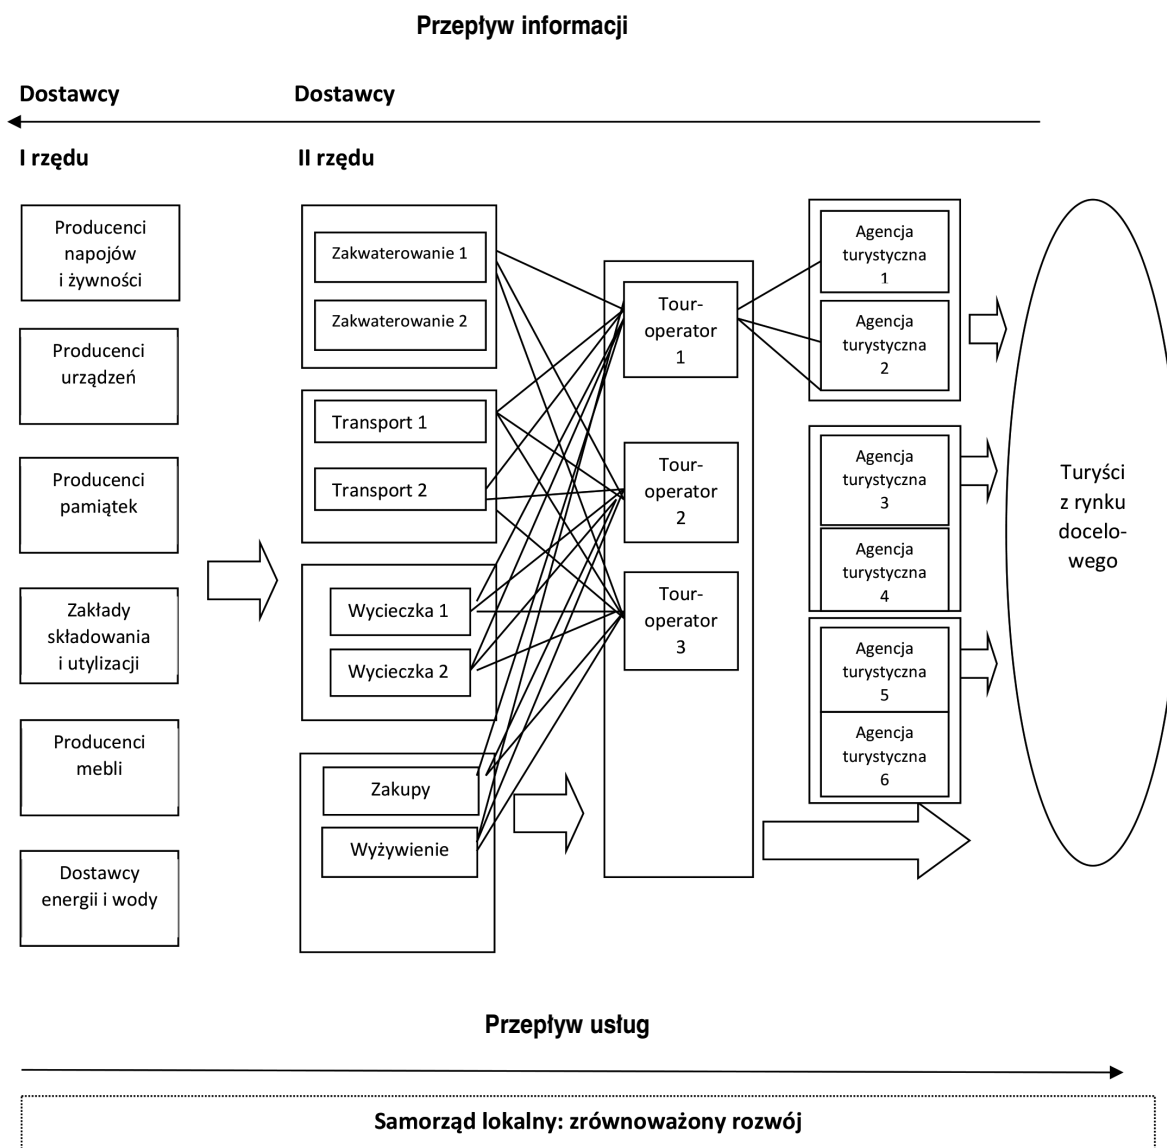 Przepływ informacji
Dostawcy
Dostawcy
I rzędu
II rzędu
Producenci
napojów
i żywności
Producenci
urządzeń
Producenci
pamiątek
Zakłady
składowania
i utylizacji
Producenci
mebli
Dostawcy
energii i wody
Zakwaterowanie 1
Zakwaterowanie 2
Transport 1
Transport 2
Wycieczka 1
Wycieczka 2
Zakupy
Wyżywienie
Tour-
operator
1
Tour-
operator
2
Tour-
operator
3
Agencja
turystyczna
1
Agencja
turystyczna
2
Agencja
turystyczna
3
Agencja
turystyczna
4
Agencja
turystyczna
5
Agencja
turystyczna
6
Turyści
z rynku
docelo-
wego
Przepływ usług
Samorząd lokalny: zrównoważony rozwój